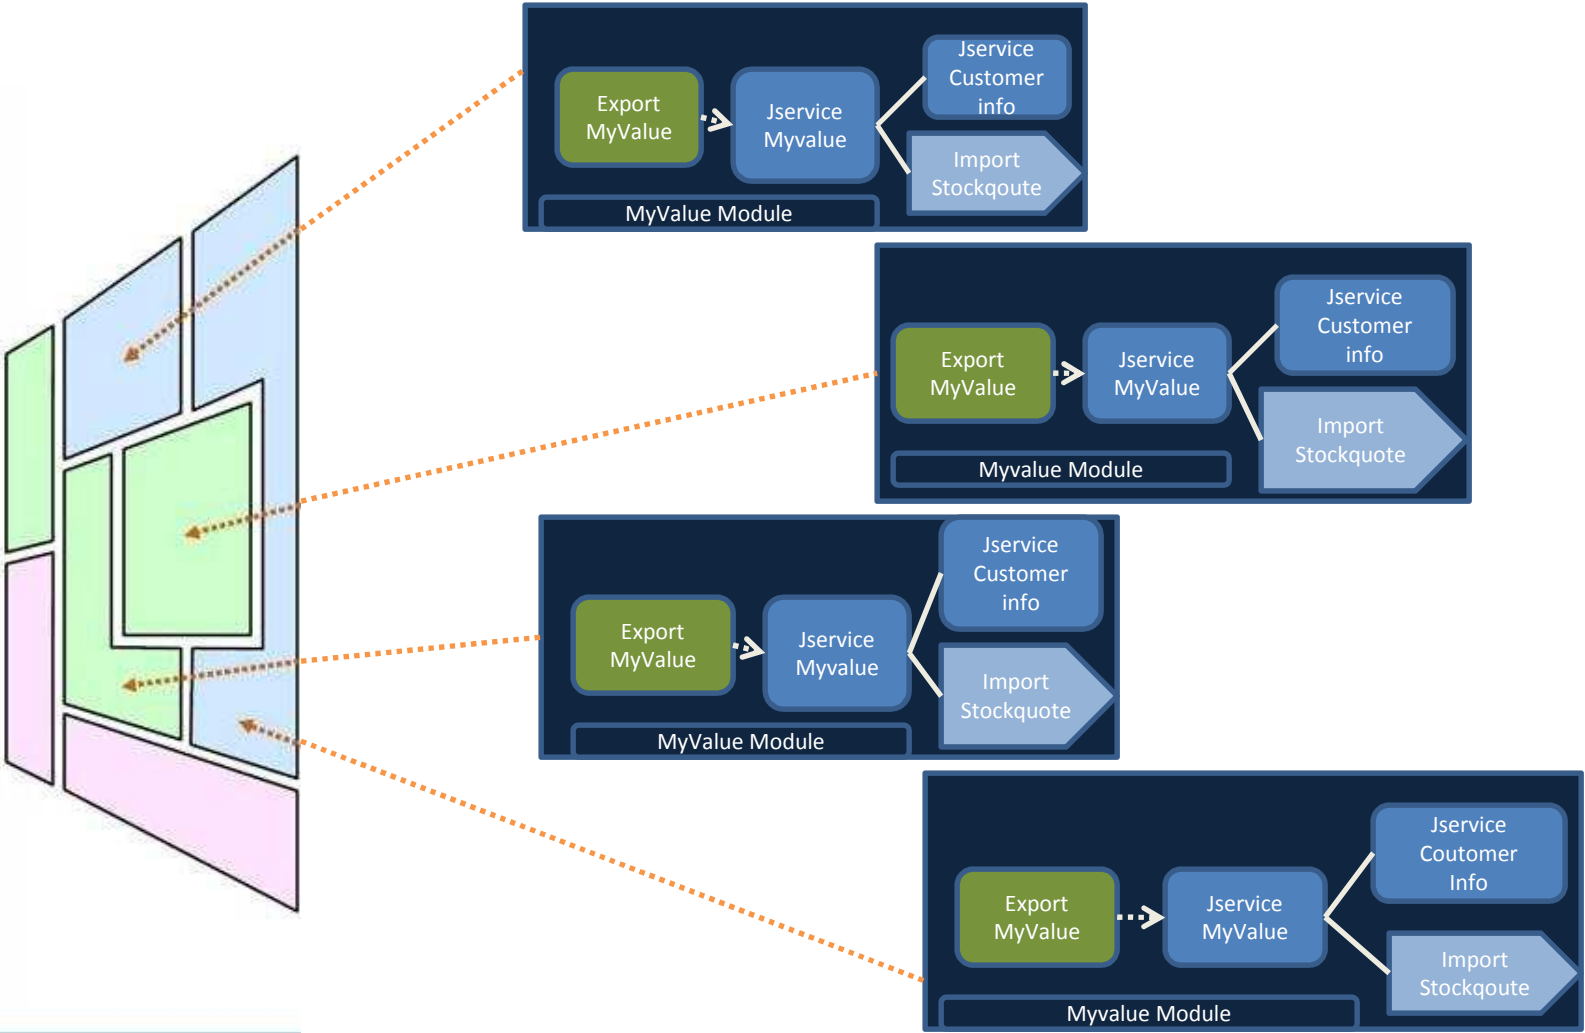 Jservice
Customer
info
Export
MyValue
Jservice
Myvalue
Import
Stockqoute
MyValue Module
Jservice
Customer
info
Export
MyValue
Jservice
MyValue
Import
Stockquote
Myvalue Module
Jservice
Customer
info
Export
MyValue
Jservice
Myvalue
Import
Stockquote
MyValue Module
Jservice
Coutomer
Info
Export
MyValue
Jservice
MyValue
Import
Stockqoute
Myvalue Module